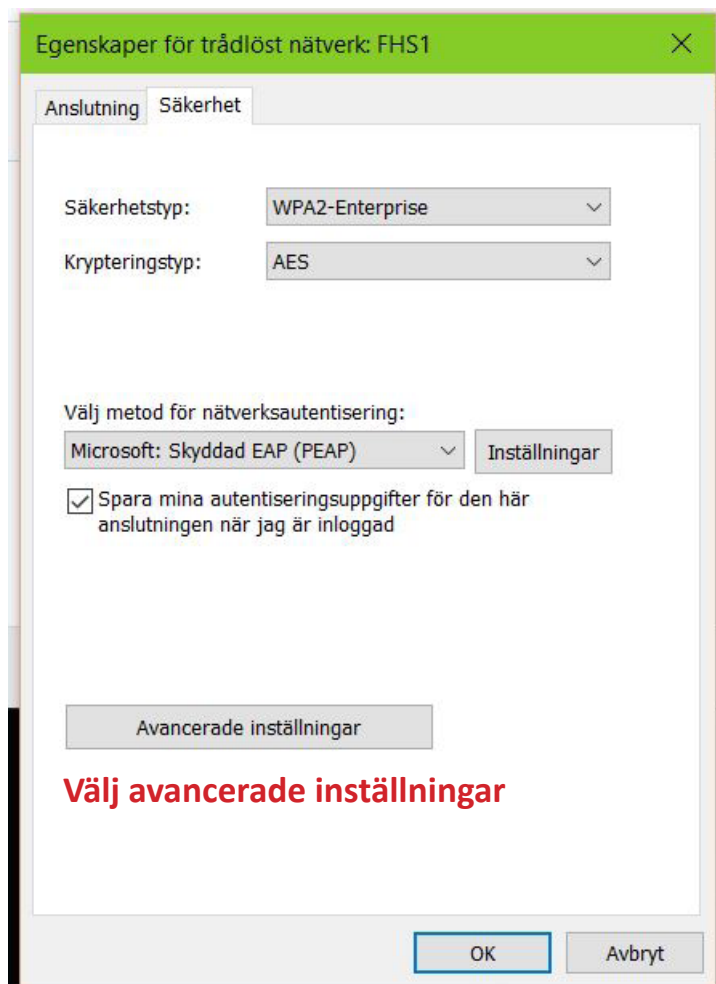 Egenskaper för trådlöst nätverk: FHS1
Anslutning Säkerhet
Säkerhetstyp: WPA2-Enterprise
Krypteringstyp: AES
Välj metod för nätverksautentisering:
Microsoft: Skyddad EAP (PEAP) Inställningar
Spara mina autentiseringsuppgifter för den här
anslutningen när jag är inloggad
Avancerade inställningar
Välj avancerade inställningar
OK Avbryt